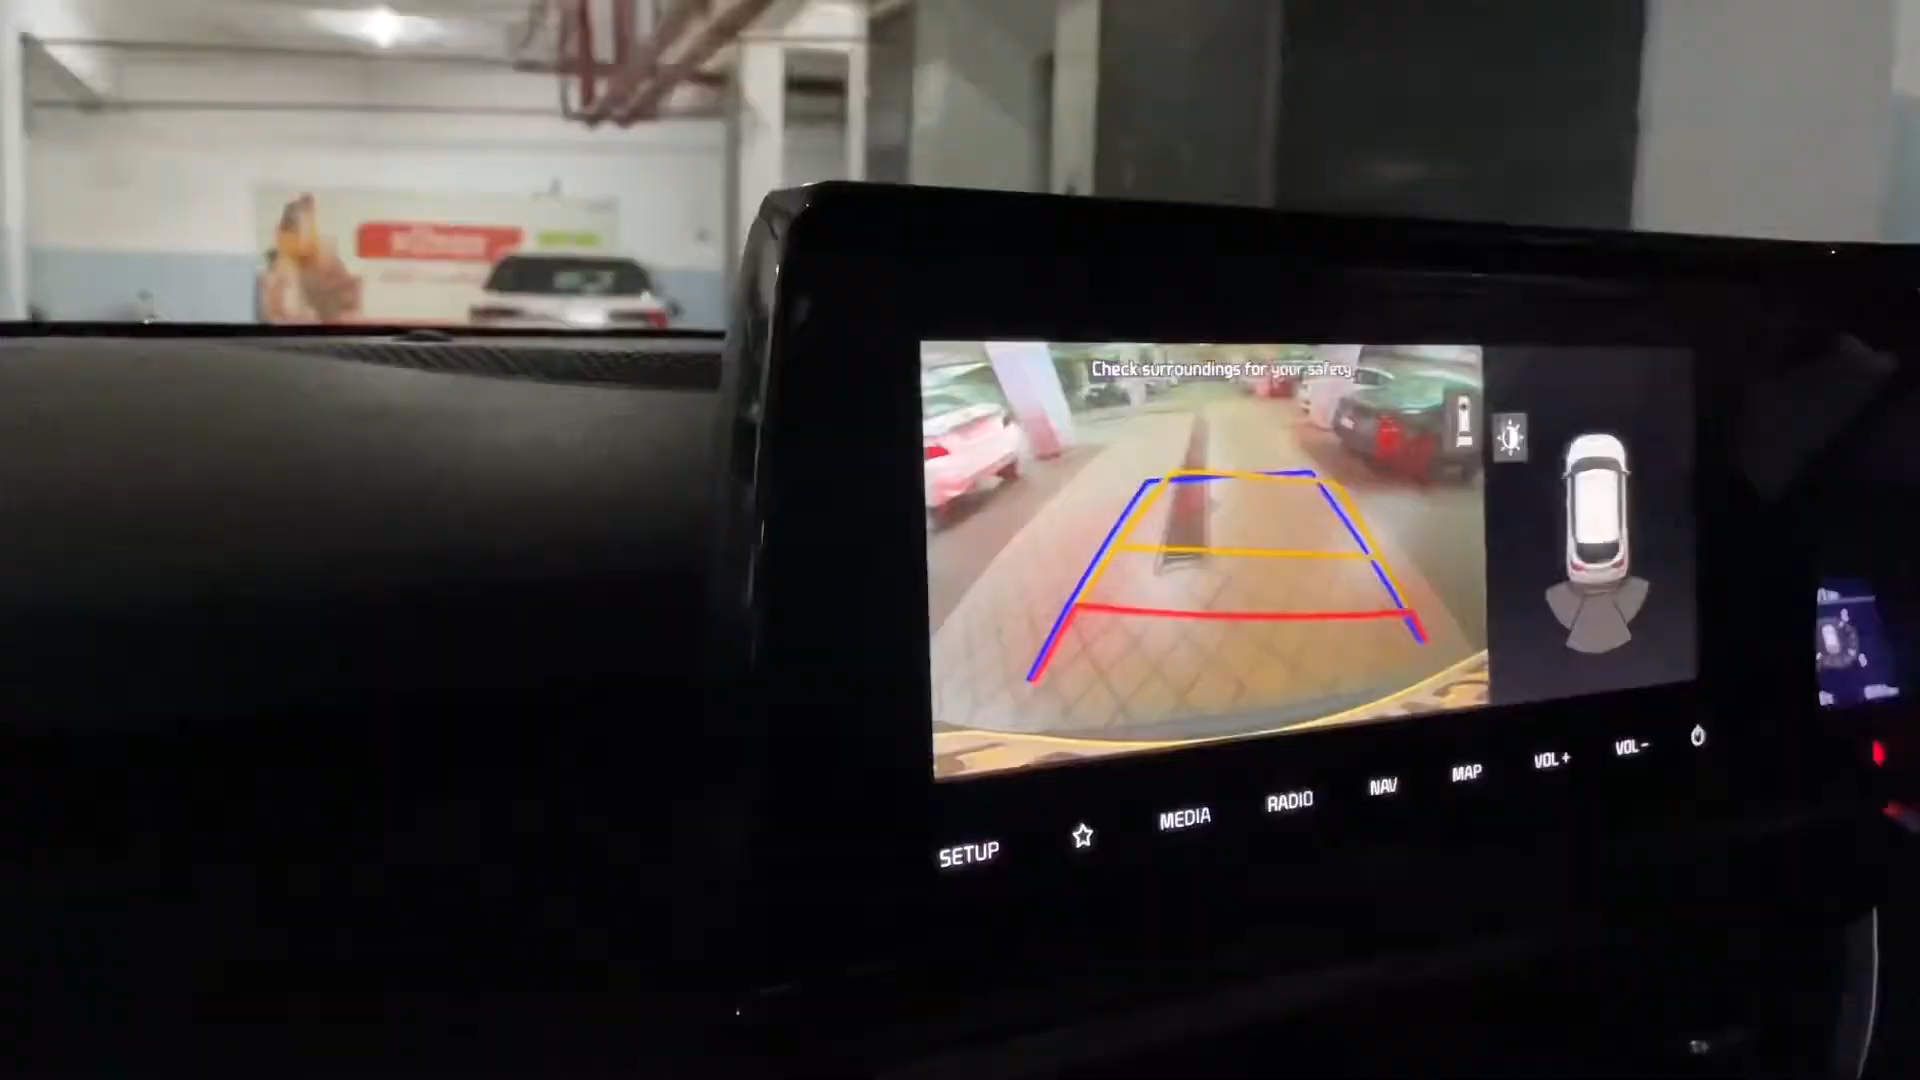 Check surroundings for your safety.
SETUP
MEDIA
RADIO
NAV
MAP
VOL +
VOL -